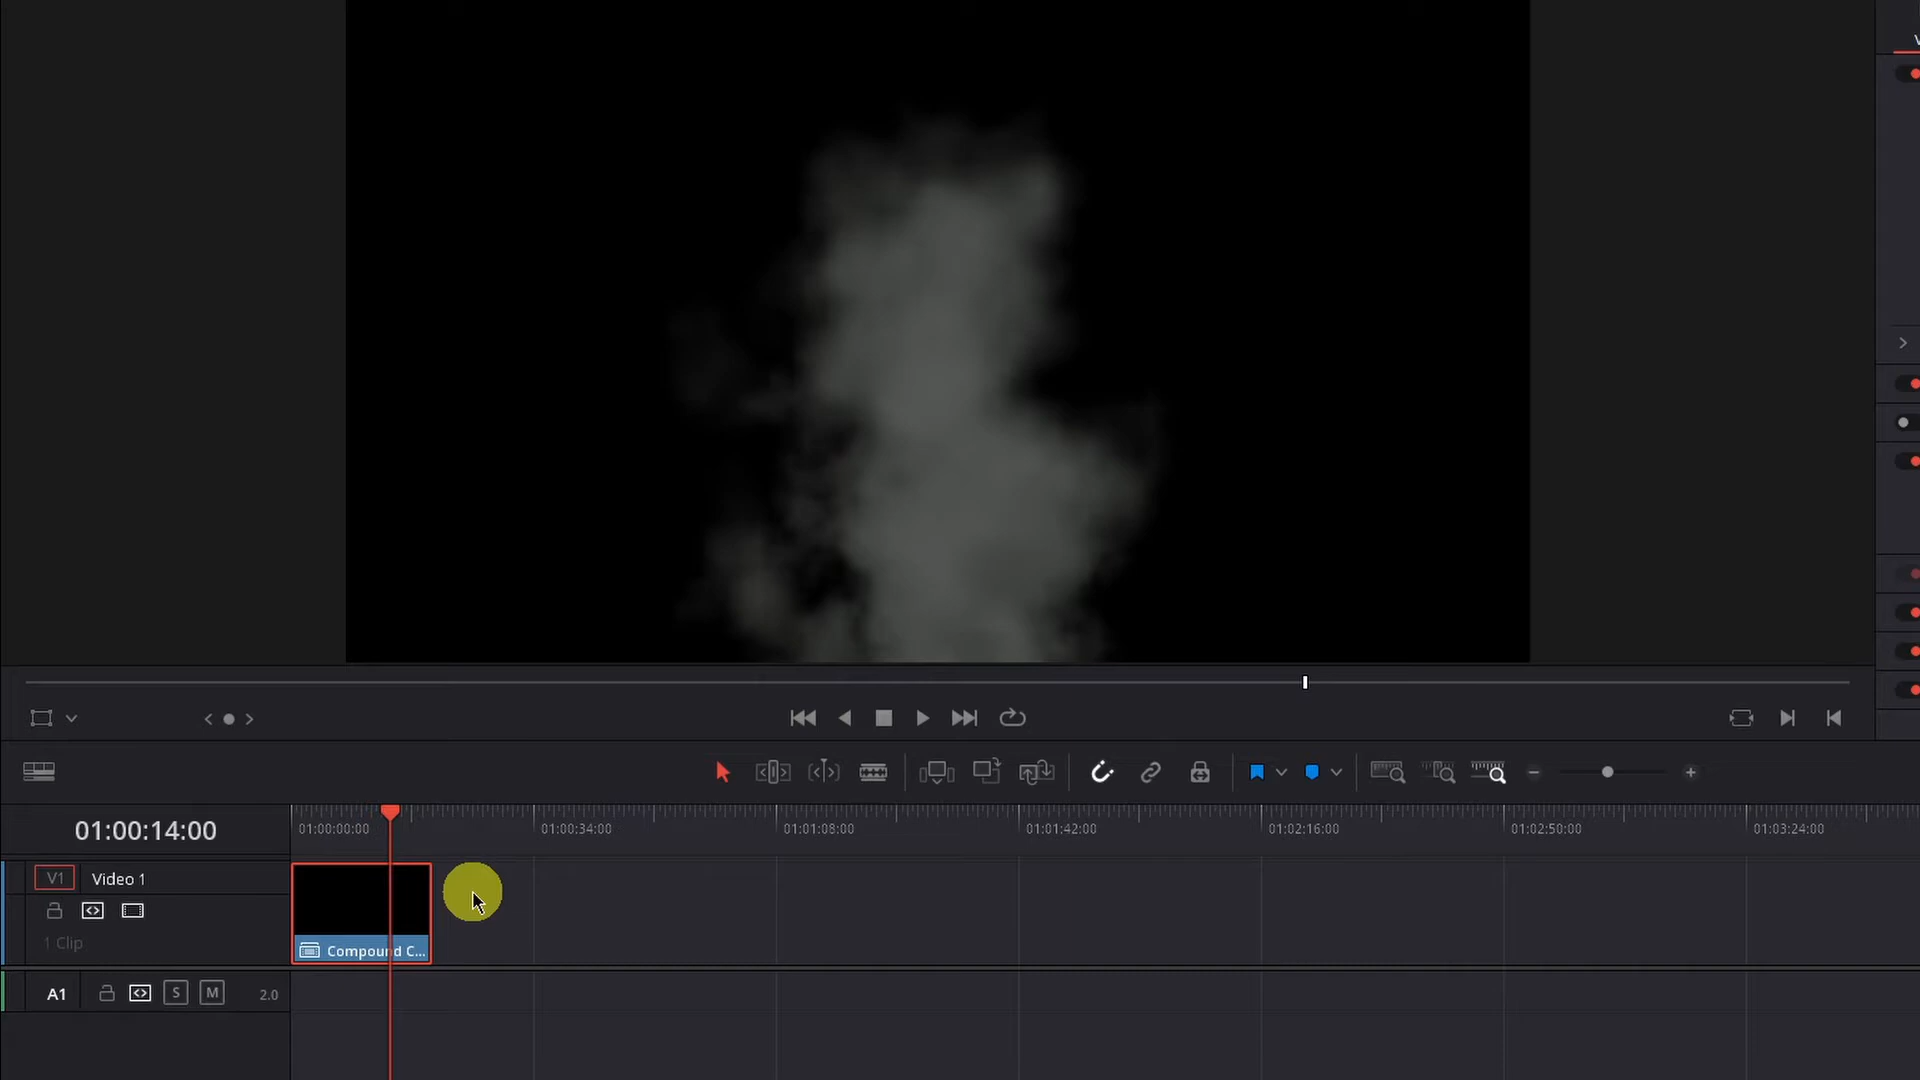 01:00:14:00
01:00:00:00
01:00:34:00
01:01:08:00
01:01:42:00
01:02:16:00
01:02:50:00
01:03:24:00
V1
Video 1
1 Clip
Compound C...
A1
S
M
2.0